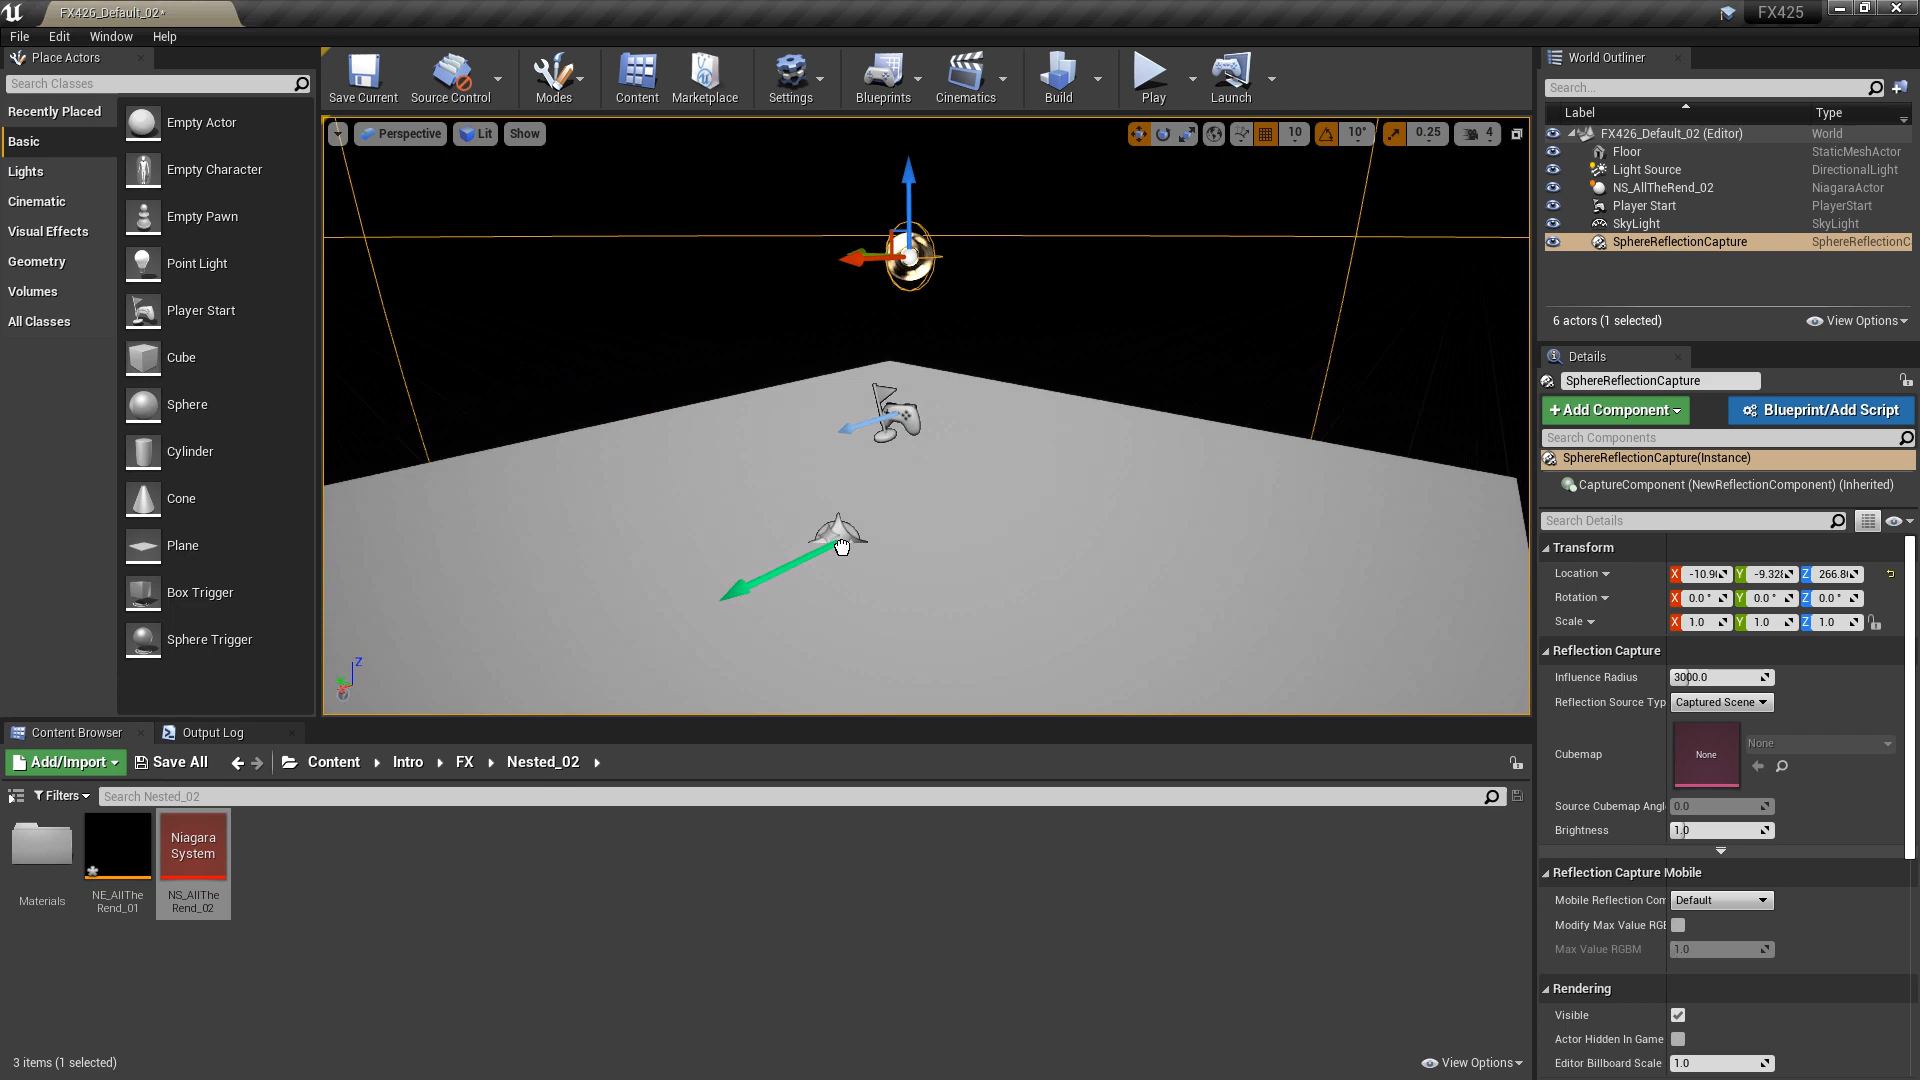 FX426_Default_02*
FX425
File
Edit
Window
Help
Place Actors
Search Classes
Recently Placed
Basic
Lights
Cinematic
Visual Effects
Geometry
Volumes
All Classes
Empty Actor
Empty Character
Empty Pawn
Point Light
Player Start
Cube
Sphere
Cylinder
Cone
Plane
Box Trigger
Sphere Trigger
Save Current
Source Control
Modes
Content
Marketplace
Settings
Blueprints
Cinematics
Build
Play
Launch
Perspective
Lit
Show
10
10°
0.25
4
Z
World Outliner
Search...
Label
Type
FX426_Default_02 (Editor)
World
Floor
StaticMeshActor
Light Source
DirectionalLight
NS_AllTheRend_02
NiagaraActor
Player Start
PlayerStart
SkyLight
SkyLight
SphereReflectionCapture
SphereReflectionC
6 actors (1 selected)
View Options
Details
SphereReflectionCapture
+Add Component
Blueprint/Add Script
Search Components
SphereReflectionCapture(Instance)
CaptureComponent (NewReflectionComponent) (Inherited)
Search Details
Transform
Location
X
-10.9
Y
-9.328
Z
266.8
Rotation
X
0.0 °
Y
0.0 °
Z
0.0 °
Scale
X
1.0
Y
1.0
Z
1.0
Reflection Capture
Influence Radius
3000.0
Reflection Source Typ
Captured Scene
Cubemap
None
None
Source Cubemap Angl
0.0
Brightness
1.0
Reflection Capture Mobile
Mobile Reflection Com
Default
Modify Max Value RGB
Max Value RGBM
1.0
Rendering
Visible
Actor Hidden In Game
Editor Billboard Scale
1.0
Content Browser
Output Log
Add/Import
Save All
Content
Intro
FX
Nested_02
Filters
Search Nested_02
Materials
NE_AllThe
Rend_01
Niagara
System
NS_AllThe
Rend_02
3 items (1 selected)
View Options